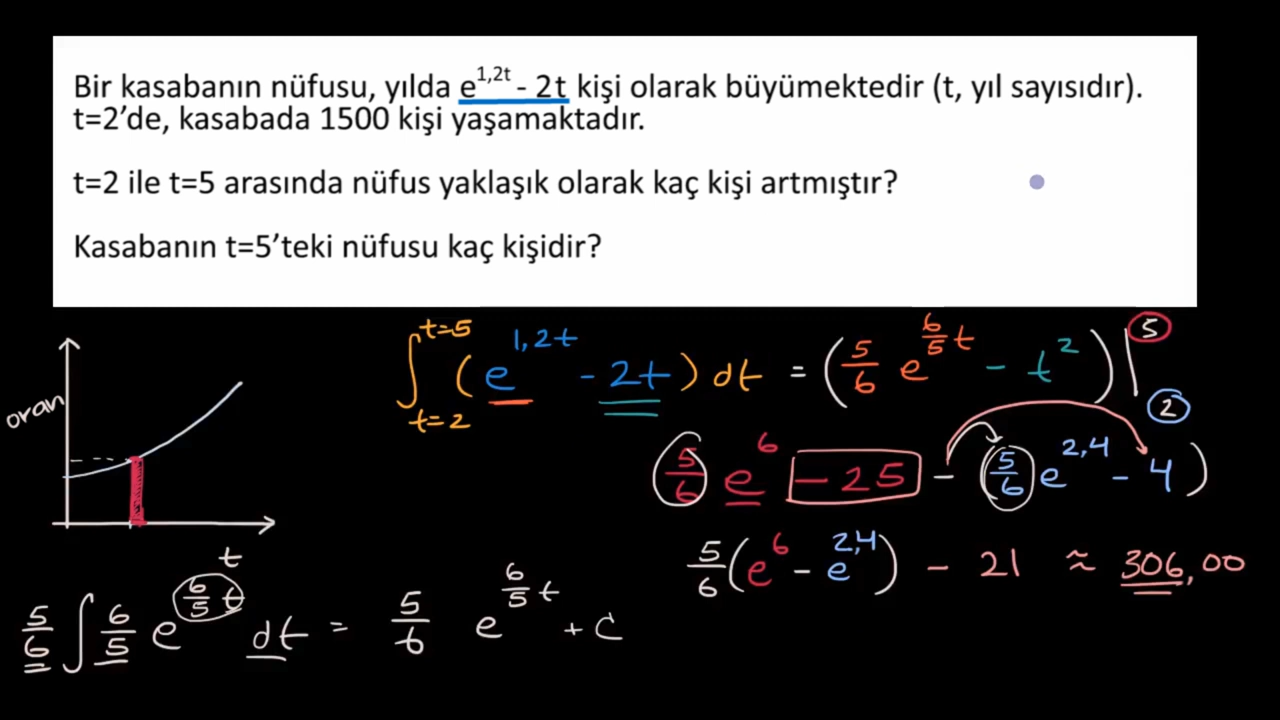 Bir kasabanın nüfusu, yılda e^1,2t - 2t kişi olarak büyümektedir (t, yıl sayısıdır).
t=2’de, kasabada 1500 kişi yaşamaktadır.
t=2 ile t=5 arasında nüfus yaklaşık olarak kaç kişi artmıştır?
Kasabanın t=5’teki nüfusu kaç kişidir?
∫_{t=2}^{t=5} (e^{1,2t} - 2t) dt = (5/6 e^{6/5 t} - t^2) |_2^5
oran
(5/6) e^6 - 25 - (5/6 e^{2,4} - 4)
5/6 (e^6 - e^{2,4}) - 21 ≈ 306,00
t
5/6 ∫ 6/5 e^{6/5 t} dt = 5/6 e^{6/5 t} + C